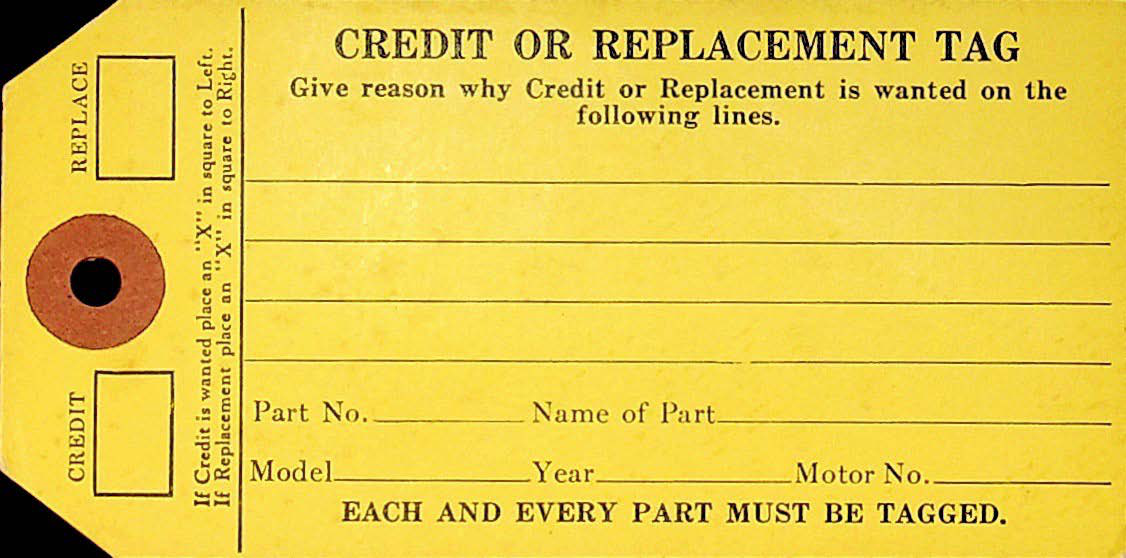 CREDIT OR REPLACEMENT TAG
Give reason why Credit or Replacement is wanted on the
following lines.
Part No. Name of Part
Model Year Motor No.
EACH AND EVERY PART MUST BE TAGGED.
REPLACE
CREDIT
If Credit is wanted place an "X" in square to Left.
If Replacement place an "X" in square to Right.